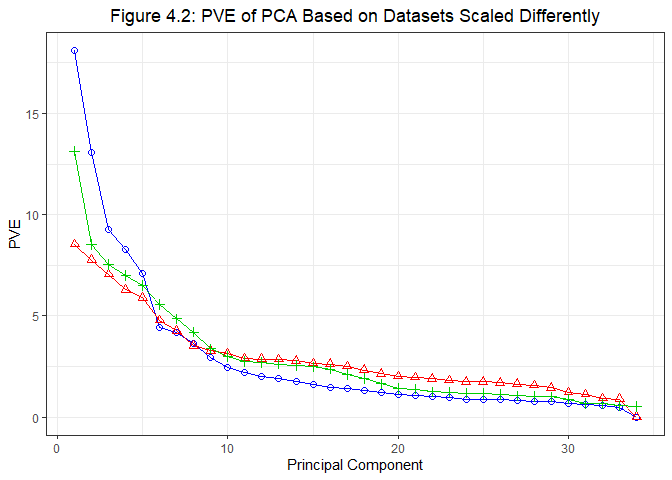 Figure 4.2: PVE of PCA Based on Datasets Scaled Differently
15
10
5
0
PVE
0 10 20 30
Principal Component